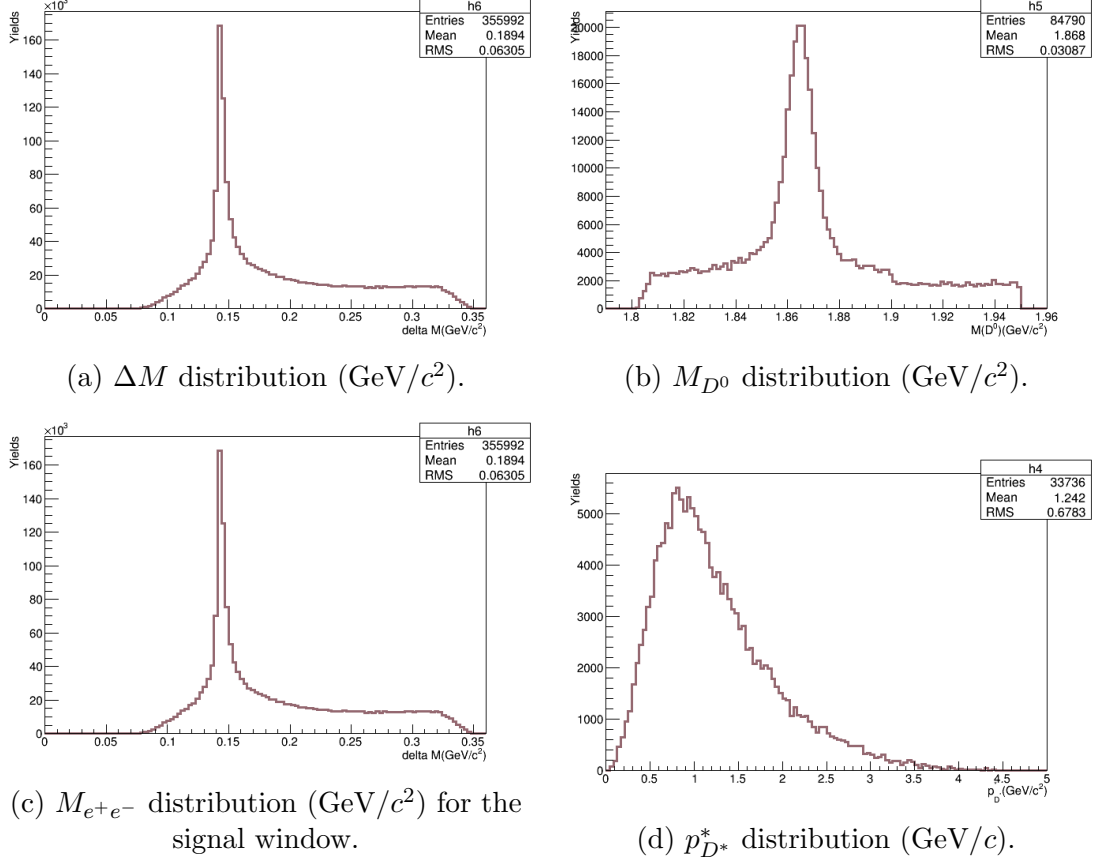 ×10³
Yields
180
160
140
120
100
80
60
40
20
0
h6
Entries 355992
Mean 0.1894
RMS 0.06305
0 0.05 0.1 0.15 0.2 0.25 0.3 0.35
delta M(GeV/c²)
(a) ΔM distribution (GeV/c²).
Yields
20000
18000
16000
14000
12000
10000
8000
6000
4000
2000
0
h5
Entries 84790
Mean 1.868
RMS 0.03087
1.8 1.82 1.84 1.86 1.88 1.9 1.92 1.94 1.96
M(D⁰)(GeV/c²)
(b) M_{D⁰} distribution (GeV/c²).
×10³
Yields
160
140
120
100
80
60
40
20
0
h6
Entries 355992
Mean 0.1894
RMS 0.06305
0 0.05 0.1 0.15 0.2 0.25 0.3 0.35
delta M(GeV/c²)
(c) M_{e⁺e⁻} distribution (GeV/c²) for the
signal window.
Yields
5000
4000
3000
2000
1000
0
h4
Entries 33736
Mean 1.242
RMS 0.6783
0 0.5 1 1.5 2 2.5 3 3.5 4 4.5 5
p_D*(GeV/c²)
(d) p*_{D*} distribution (GeV/c).